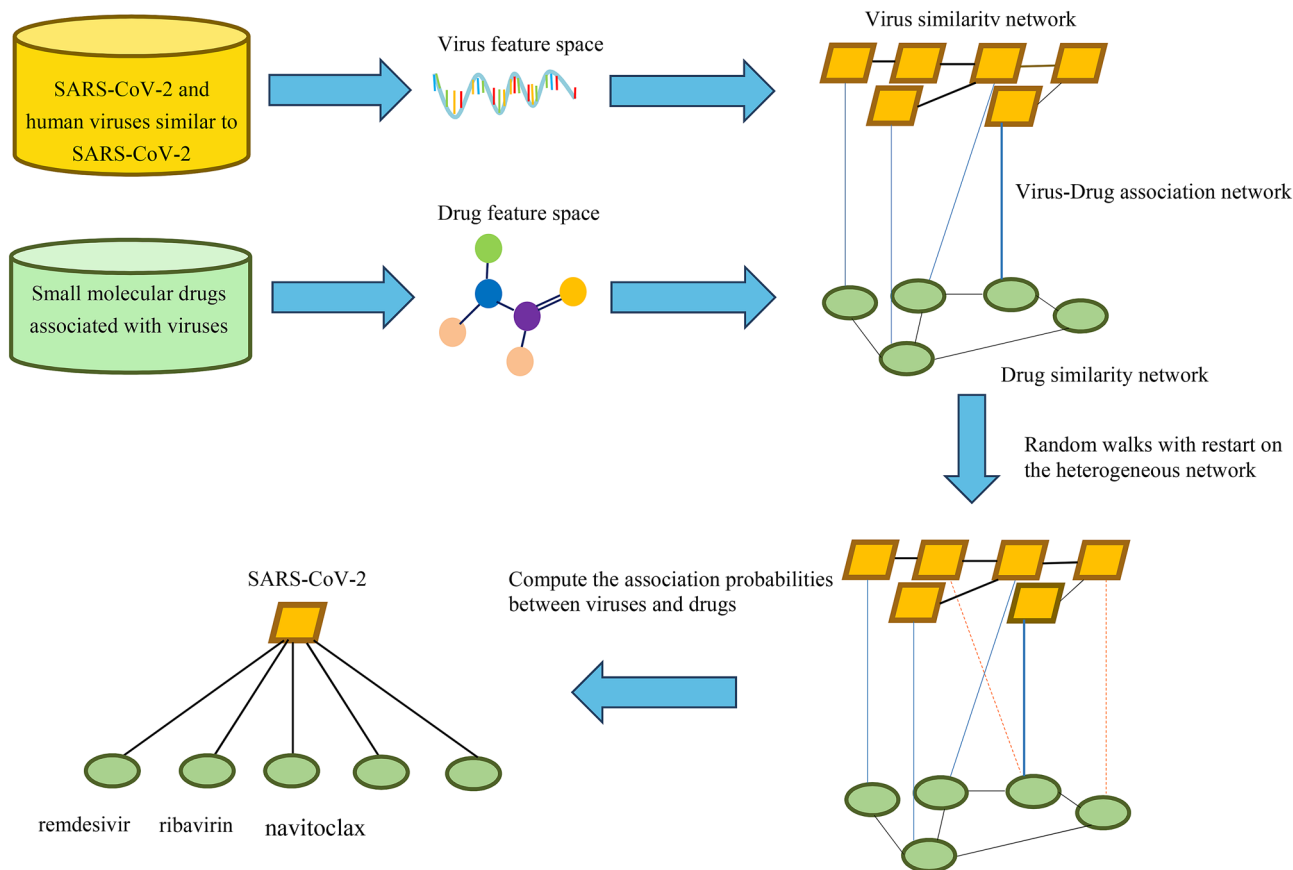 SARS-CoV-2 and
human viruses similar to
SARS-CoV-2
Virus feature space
Virus similarity network
Virus-Drug association network
Small molecular drugs
associated with viruses
Drug feature space
Drug similarity network
Random walks with restart on
the heterogeneous network
Compute the association probabilities
between viruses and drugs
SARS-CoV-2
remdesivir
ribavirin
navitoclax